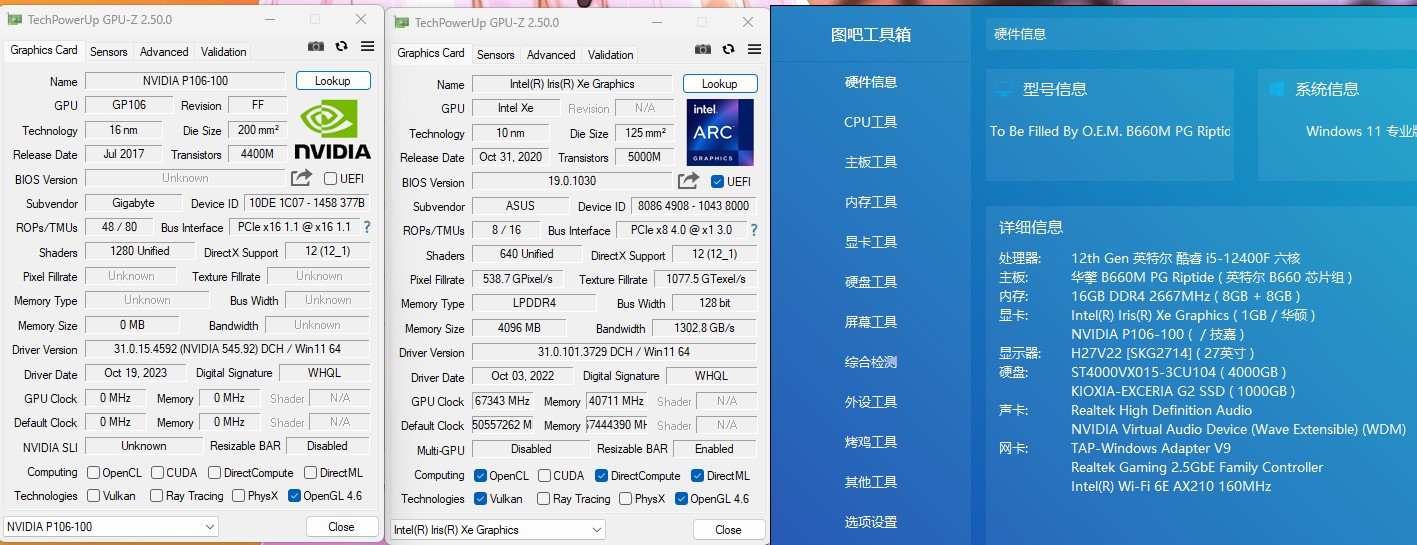 TechPowerUp GPU-Z 2.50.0
Graphics Card Sensors Advanced Validation
Name NVIDIA P106-100 Lookup
GPU GP106 Revision FF
Technology 16 nm Die Size 200 mm²
Release Date Jul 2017 Transistors 4400M
NVIDIA
BIOS Version Unknown UEFI
Subvendor Gigabyte Device ID 10DE 1C07 - 1458 377B
ROPs/TMUs 48 / 80 Bus Interface PCIe x16 1.1 @ x16 1.1 ?
Shaders 1280 Unified DirectX Support 12 (12_1)
Pixel Fillrate Unknown Texture Fillrate Unknown
Memory Type Unknown Bus Width Unknown
Memory Size 0 MB Bandwidth Unknown
Driver Version 31.0.15.4592 (NVIDIA 545.92) DCH / Win11 64
Driver Date Oct 19, 2023 Digital Signature WHQL
GPU Clock 0 MHz Memory 0 MHz Shader N/A
Default Clock 0 MHz Memory 0 MHz Shader N/A
NVIDIA SLI Unknown Resizable BAR Disabled
Computing OpenCL CUDA DirectCompute DirectML
Technologies Vulkan Ray Tracing PhysX OpenGL 4.6
NVIDIA P106-100 Close
TechPowerUp GPU-Z 2.50.0
Graphics Card Sensors Advanced Validation
Name Intel(R) Iris(R) Xe Graphics Lookup
GPU Intel Xe Revision N/A
Technology 10 nm Die Size 125 mm²
Release Date Oct 31, 2020 Transistors 5000M
intel
ARC
GRAPHICS
BIOS Version 19.0.1030 UEFI
Subvendor ASUS Device ID 8086 4908 - 1043 8000
ROPs/TMUs 8 / 16 Bus Interface PCIe x8 4.0 @ x1 3.0 ?
Shaders 640 Unified DirectX Support 12 (12_1)
Pixel Fillrate 538.7 GPixel/s Texture Fillrate 1077.5 GTexel/s
Memory Type LPDDR4 Bus Width 128 bit
Memory Size 4096 MB Bandwidth 1302.8 GB/s
Driver Version 31.0.101.3729 DCH / Win11 64
Driver Date Oct 03, 2022 Digital Signature WHQL
GPU Clock 67343 MHz Memory 40711 MHz Shader N/A
Default Clock 50557262 Memory 57444390 Shader N/A
Multi-GPU Disabled Resizable BAR Enabled
Computing OpenCL CUDA DirectCompute DirectML
Technologies Vulkan Ray Tracing PhysX OpenGL 4.6
Intel(R) Iris(R) Xe Graphics Close
图吧工具箱
硬件信息
CPU工具
主板工具
内存工具
显卡工具
硬盘工具
屏幕工具
综合检测
外设工具
烤鸡工具
其他工具
选项设置
硬件信息
型号信息
To Be Filled By O.E.M. B660M PG Riptic
系统信息
Windows 11 专业版
详细信息
处理器: 12th Gen 英特尔 酷睿 i5-12400F 六核
主板: 华擎 B660M PG Riptide ( 英特尔 B660 芯片组 )
内存: 16GB DDR4 2667MHz ( 8GB + 8GB )
显卡: Intel(R) Iris(R) Xe Graphics ( 1GB / 华硕 )
NVIDIA P106-100 ( / 技嘉 )
显示器: H27V22 [SKG2714] ( 27英寸 )
硬盘: ST4000VX015-3CU104 ( 4000GB )
KIOXIA-EXCERIA G2 SSD ( 1000GB )
声卡: Realtek High Definition Audio
NVIDIA Virtual Audio Device (Wave Extensible) (WDM)
网卡: TAP-Windows Adapter V9
Realtek Gaming 2.5GbE Family Controller
Intel(R) Wi-Fi 6E AX210 160MHz